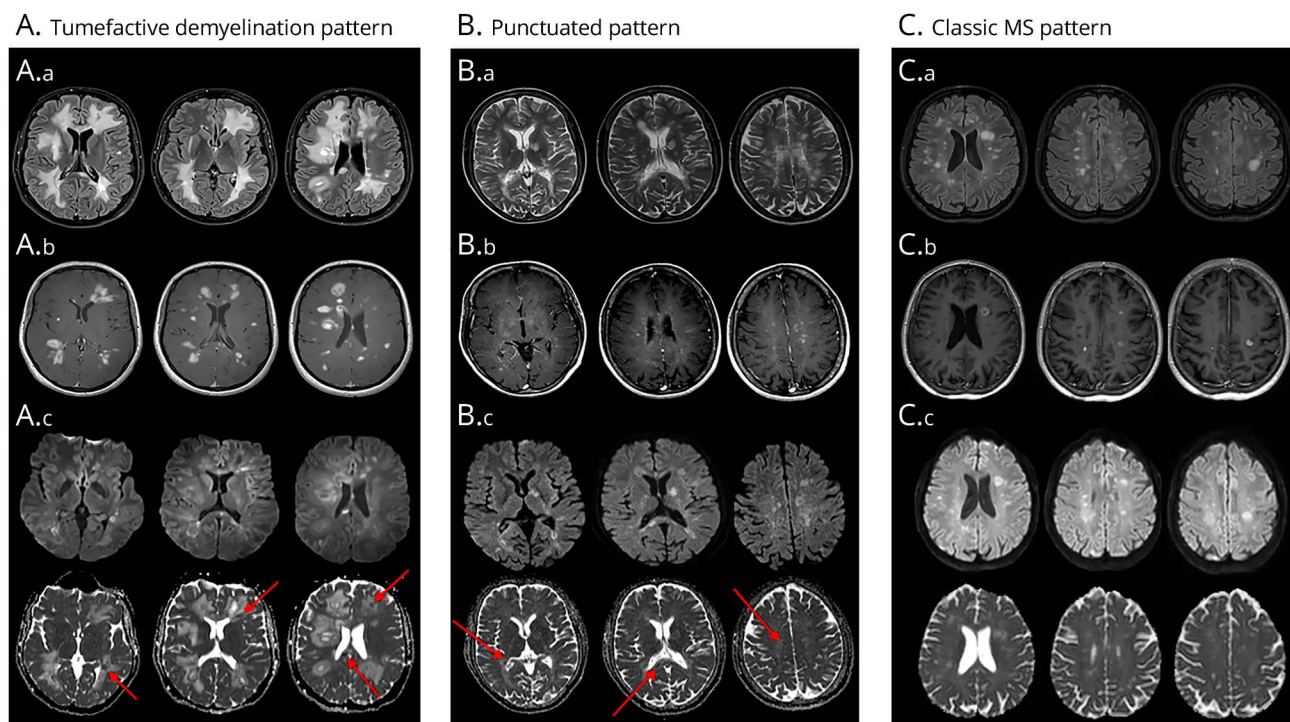 A. Tumefactive demyelination pattern
A.a
A.b
A.c
B. Punctuated pattern
B.a
B.b
B.c
C. Classic MS pattern
C.a
C.b
C.c